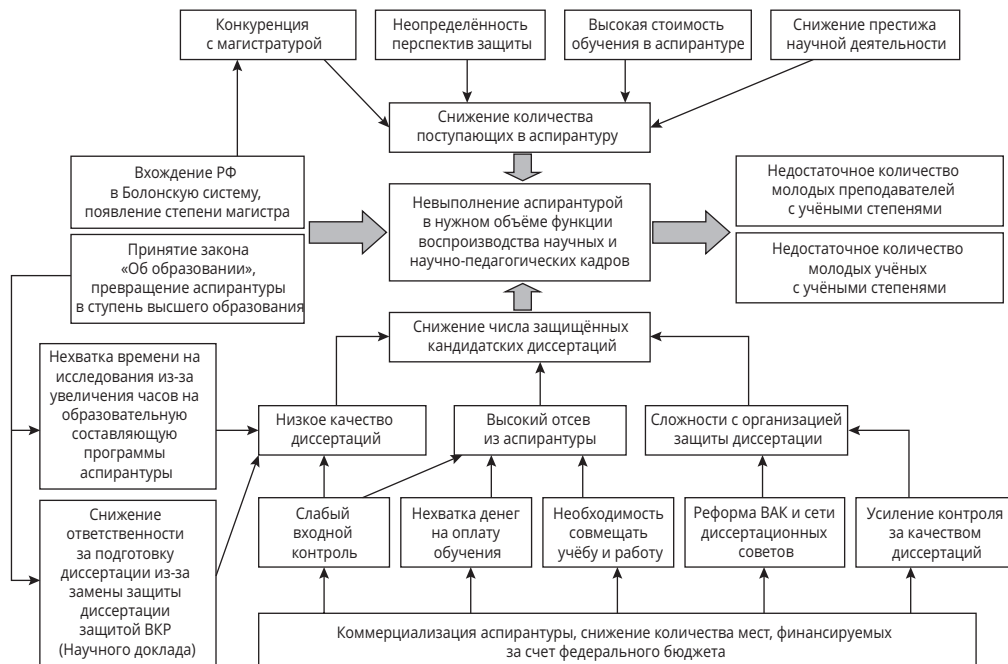 Конкуренция
с магистратурой
Неопределённость
перспектив защиты
Высокая стоимость
обучения в аспирантуре
Снижение престижа
научной деятельности
Снижение количества
поступающих в аспирантуру
Вхождение РФ
в Болонскую систему,
появление степени магистра
Невыполнение аспирантурой
в нужном объёме функции
воспроизводства научных и
научно-педагогических кадров
Недостаточное количество
молодых преподавателей
с учёными степенями
Принятие закона
«Об образовании»,
превращение аспирантуры
в ступень высшего образования
Недостаточное количество
молодых учёных
с учёными степенями
Снижение числа защищённых
кандидатских диссертаций
Нехватка времени на
исследования из-за
увеличения часов на
образовательную
составляющую
программы
аспирантуры
Низкое качество
диссертаций
Высокий отсев
из аспирантуры
Сложности с организацией
защиты диссертации
Снижение
ответственности
за подготовку
диссертации из-за
замены защиты
диссертации
защитой ВКР
(Научного доклада)
Слабый
входной
контроль
Нехватка денег
на оплату
обучения
Необходимость
совмещать
учёбу и работу
Реформа ВАК и сети
диссертационных
советов
Усиление контроля
за качеством
диссертаций
Коммерциализация аспирантуры, снижение количества мест, финансируемых
за счет федерального бюджета